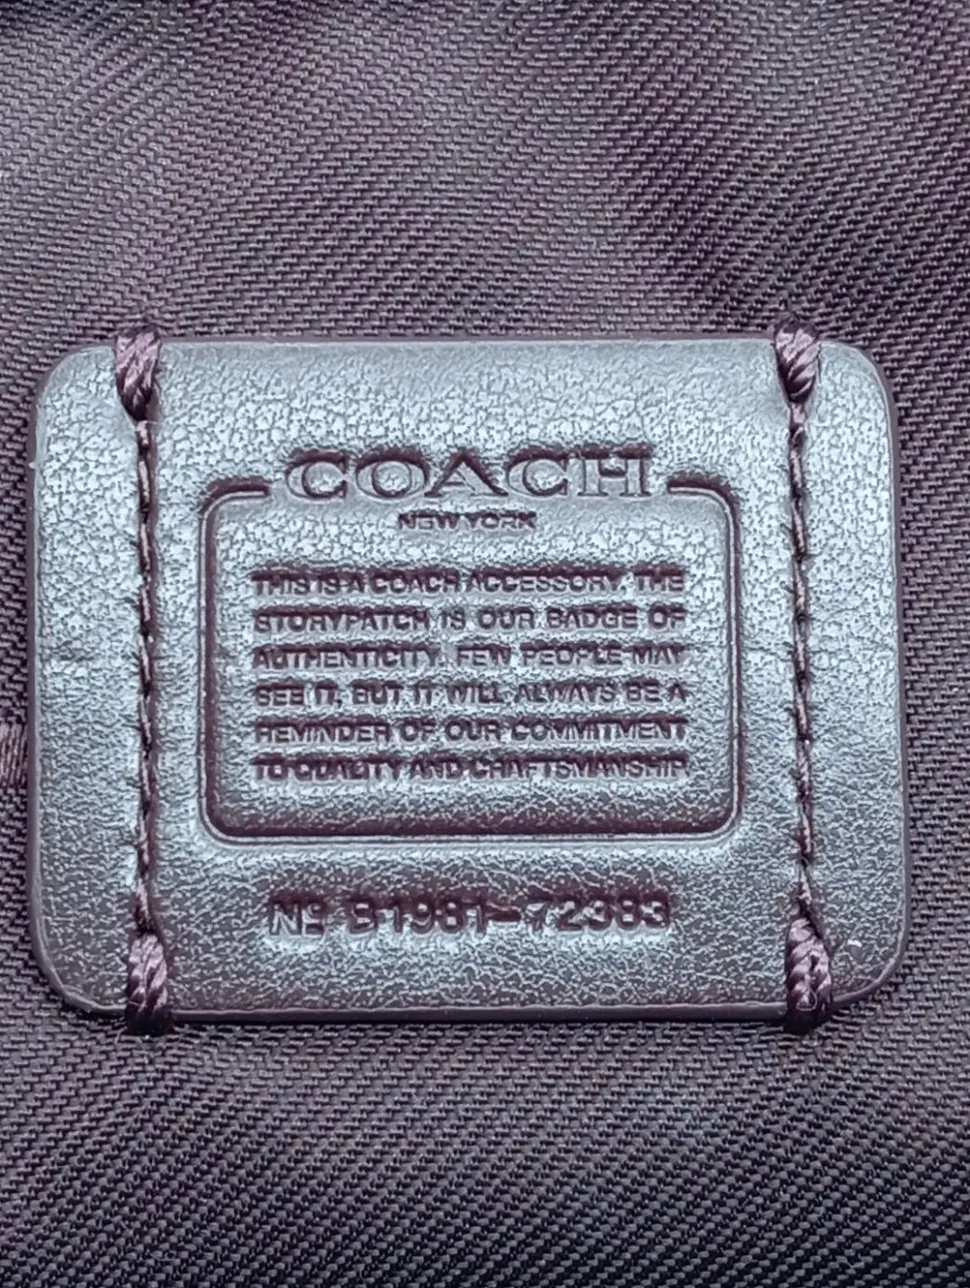 COACH
NEW YORK
THIS IS A COACH ACCESSORY. THE
STORYPATCH IS OUR BADGE OF
AUTHENTICITY. FEW PEOPLE MAY
SEE IT, BUT IT WILL ALWAYS BE A
REMINDER OF OUR COMMITMENT
TO QUALITY AND CRAFTSMANSHIP.
Nº B1981-72383